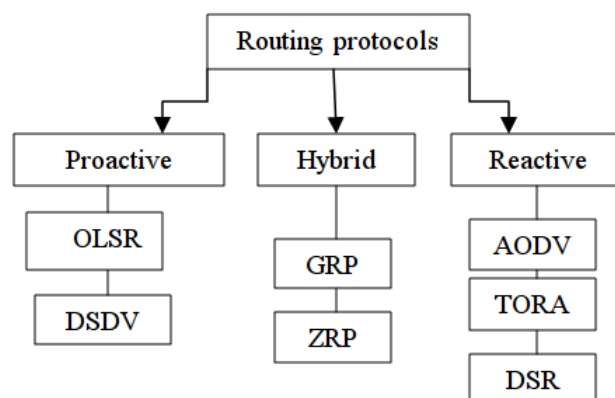 Routing protocols
Proactive
Hybrid
Reactive
OLSR
DSDV
GRP
ZRP
AODV
TORA
DSR